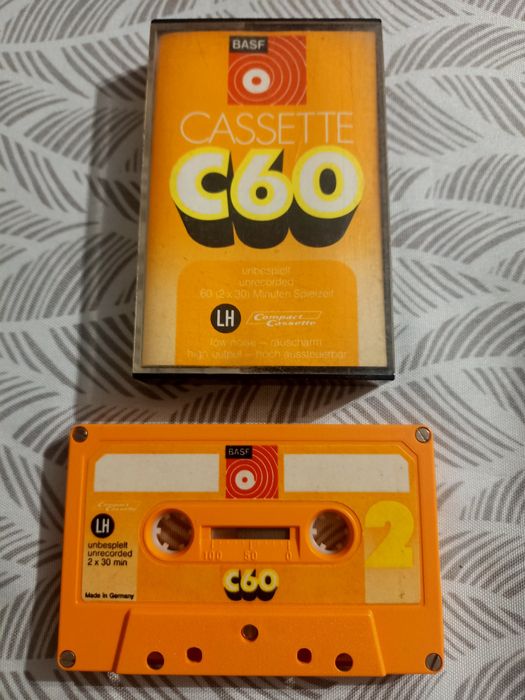 BASF
CASSETTE
C60
unbespielt
unrecorded
60 (2 x 30) Minuten Spielzeit
LH Compact Cassette
low noise – rauscharm
high output – hoch aussteuerbar
BASF
Compact Cassette
LH
unbespielt
unrecorded
2 x 30 min
Made in Germany
100 50 0
C60
2